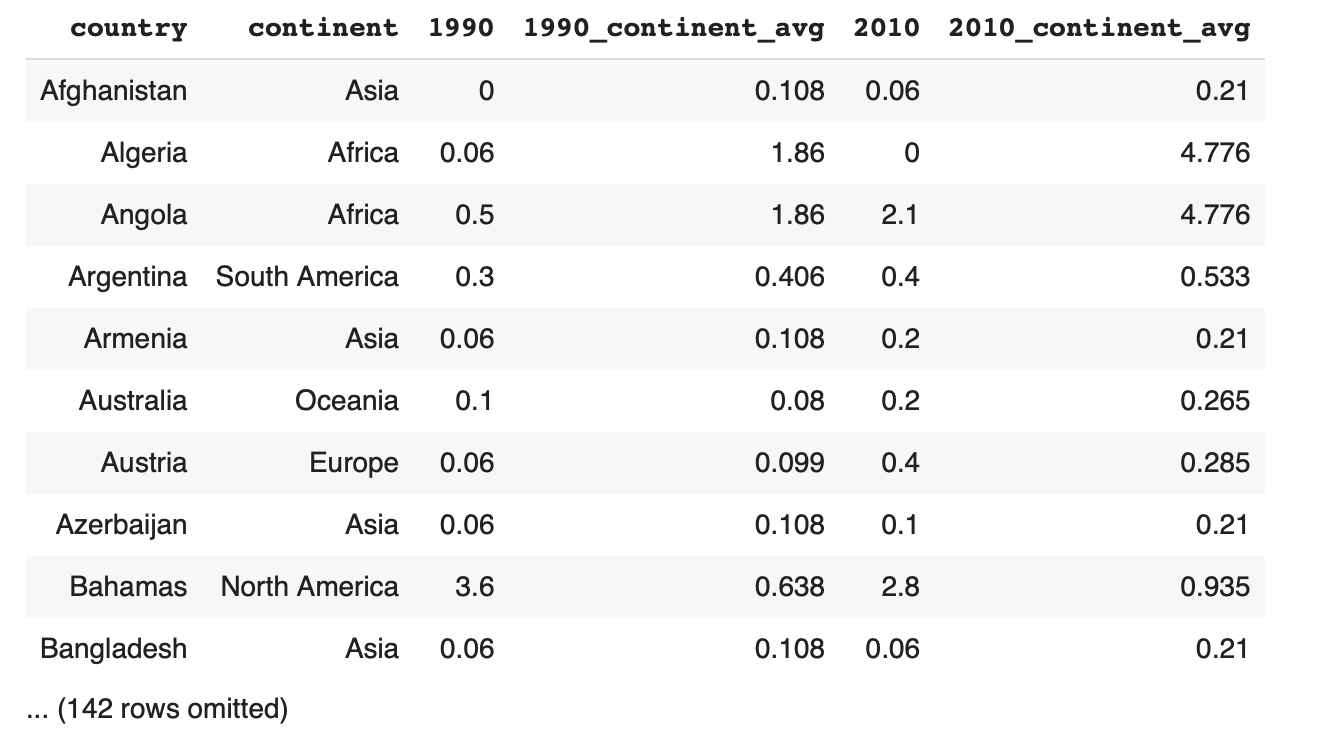 country continent 1990 1990_continent_avg 2010 2010_continent_avg
Afghanistan Asia 0 0.108 0.06 0.21
Algeria Africa 0.06 1.86 0 4.776
Angola Africa 0.5 1.86 2.1 4.776
Argentina South America 0.3 0.406 0.4 0.533
Armenia Asia 0.06 0.108 0.2 0.21
Australia Oceania 0.1 0.08 0.2 0.265
Austria Europe 0.06 0.099 0.4 0.285
Azerbaijan Asia 0.06 0.108 0.1 0.21
Bahamas North America 3.6 0.638 2.8 0.935
Bangladesh Asia 0.06 0.108 0.06 0.21
... (142 rows omitted)